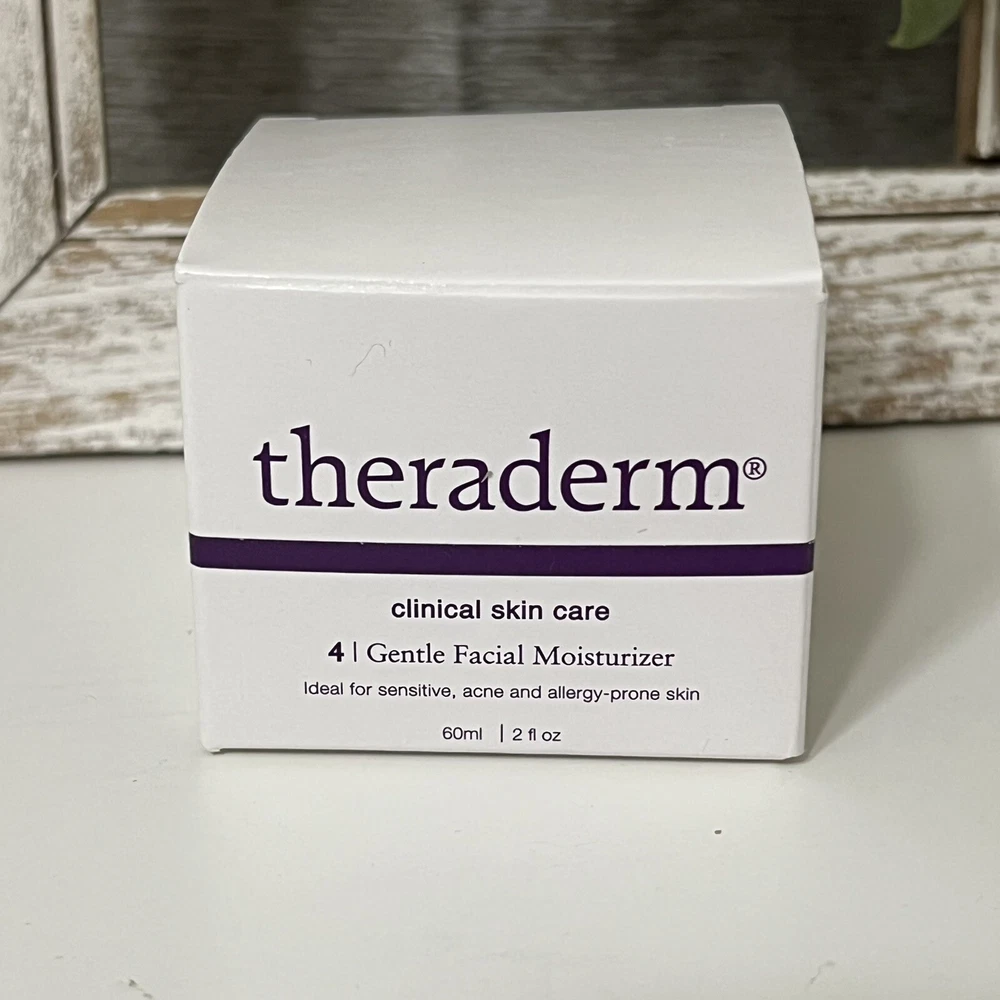 theraderm®
clinical skin care
4 | Gentle Facial Moisturizer
Ideal for sensitive, acne and allergy-prone skin
60ml | 2 fl oz